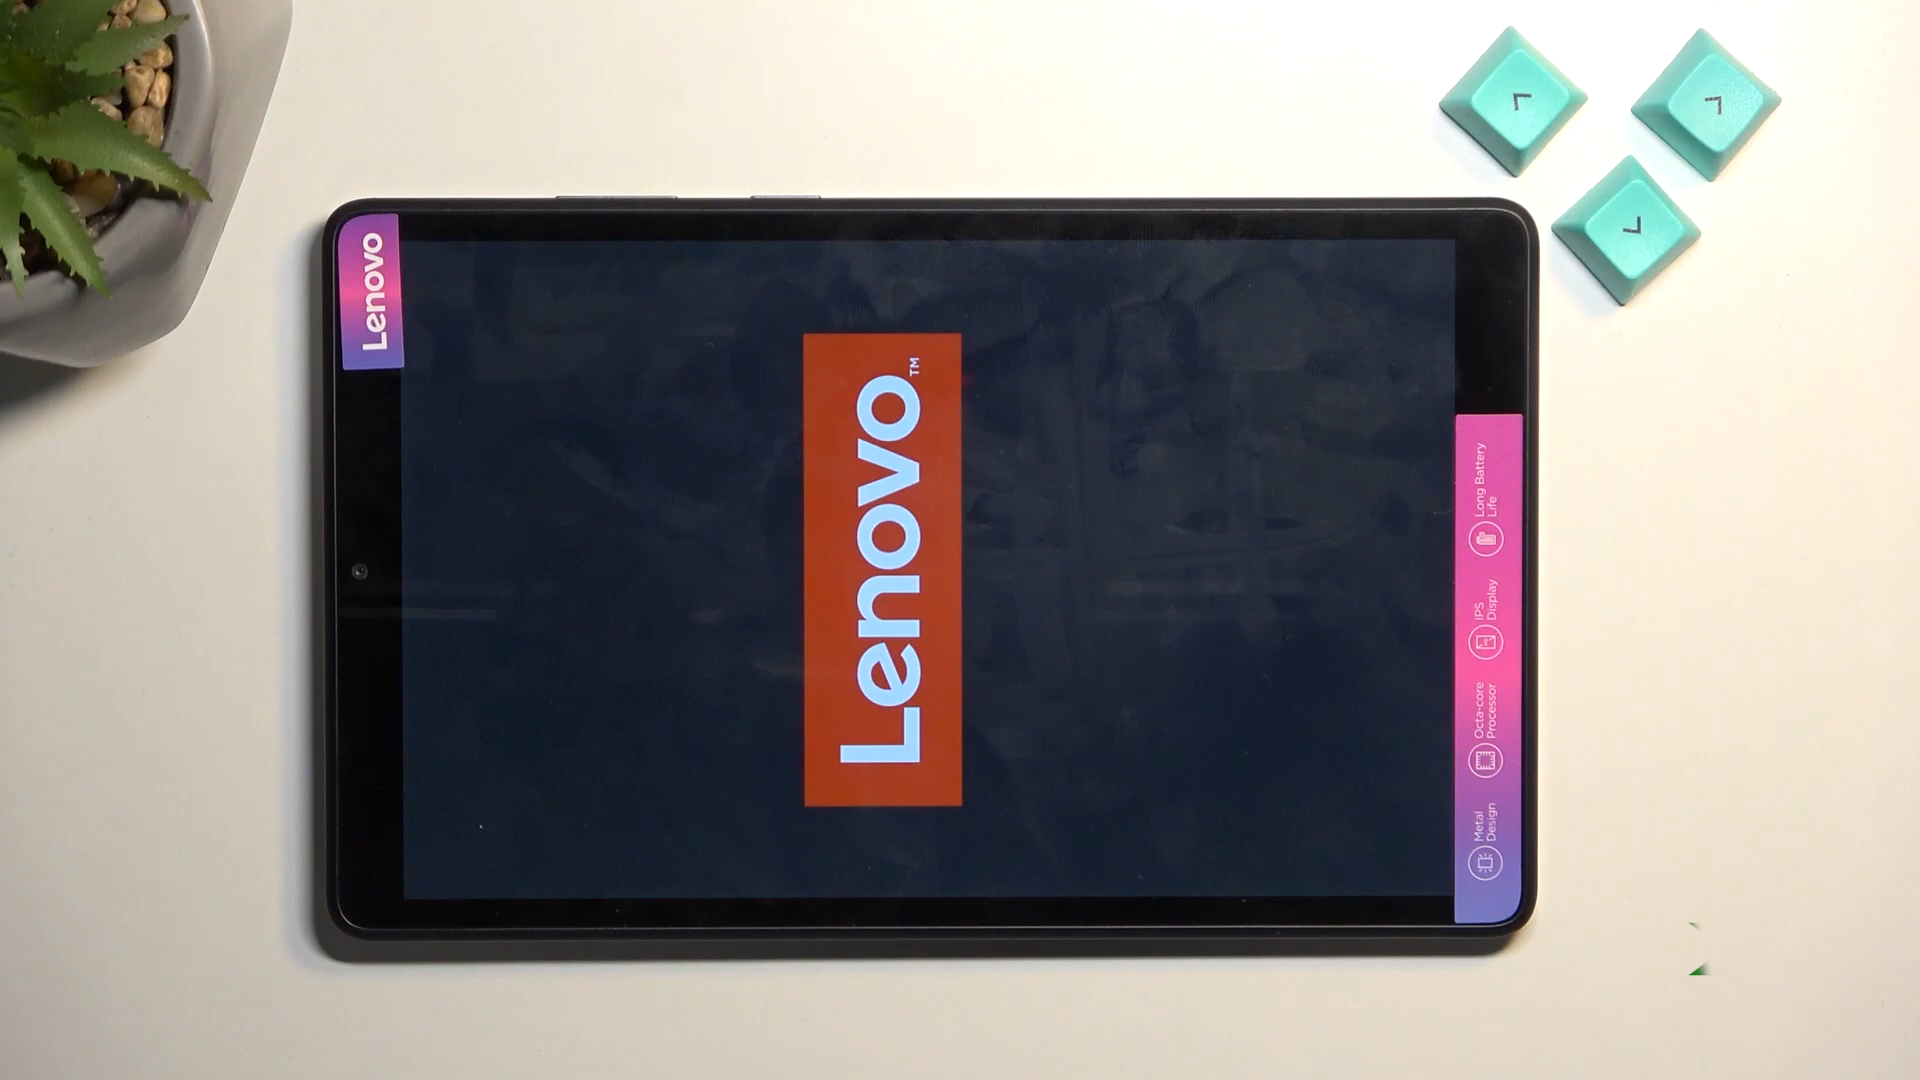 Lenovo
Lenovo™
Metal
Design
Octa-core
Processor
IPS
Display
Long Battery
Life